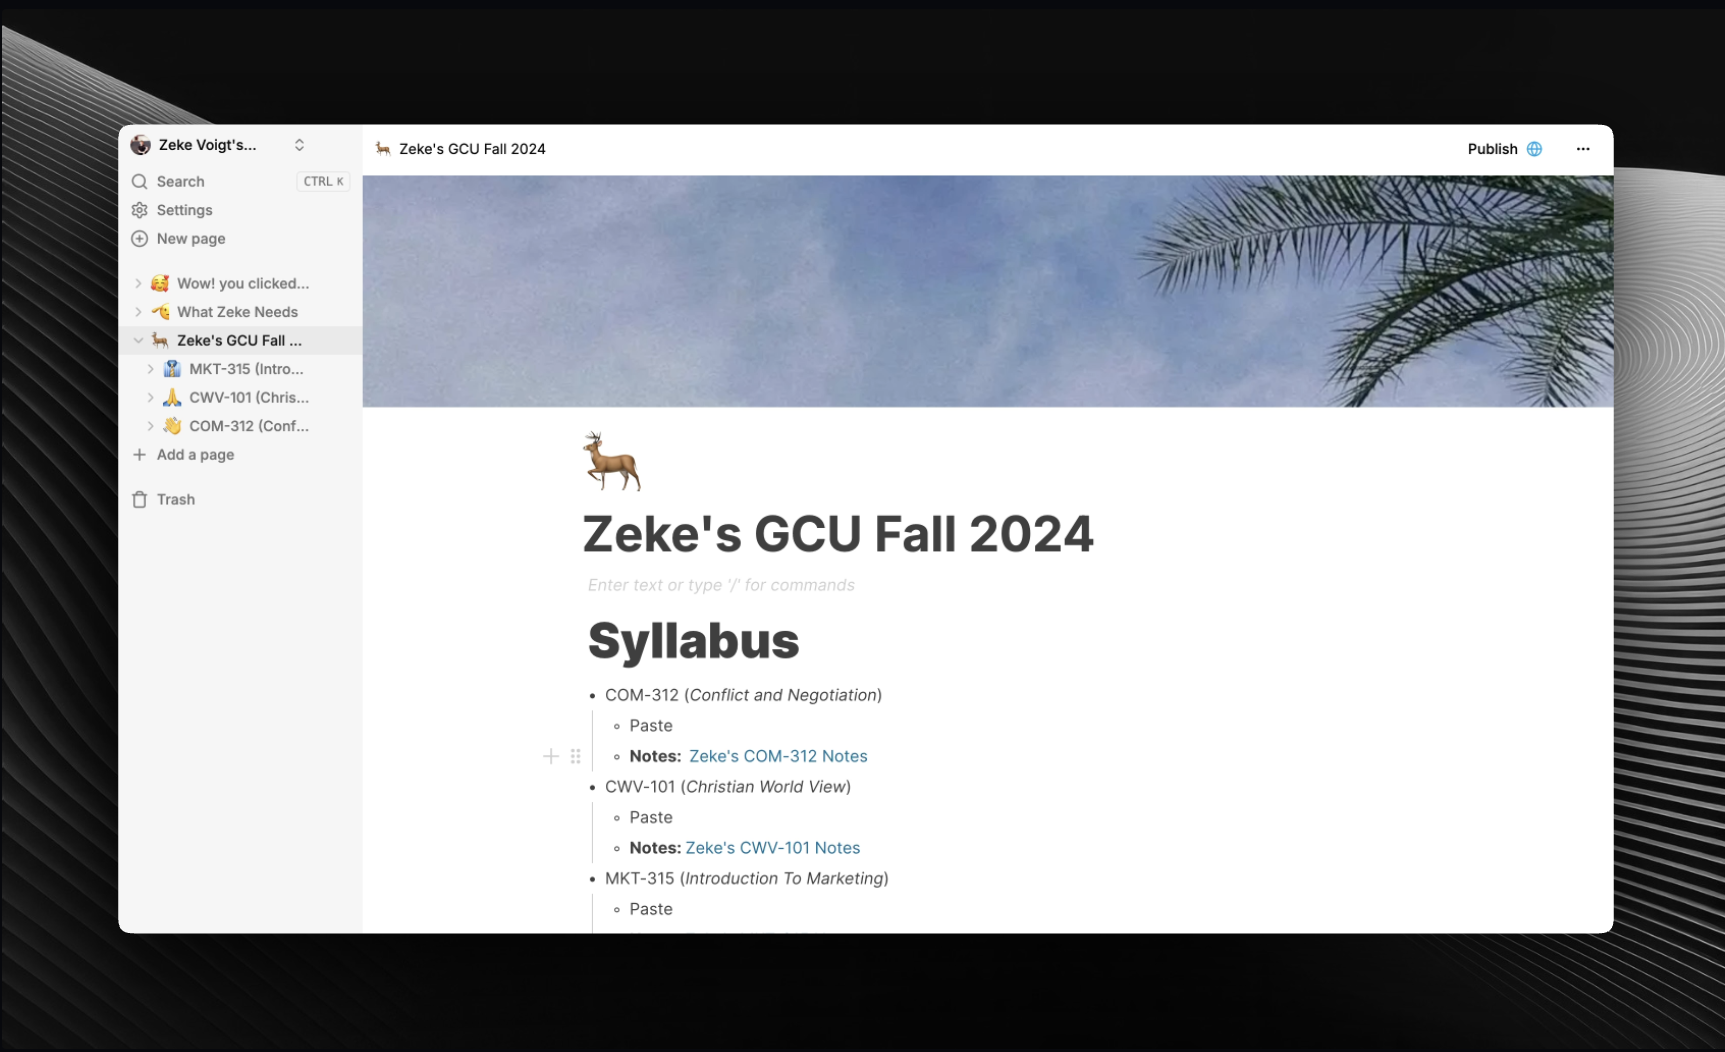 Zeke Voigt's...
Search CTRL K
Settings
New page
Wow! you clicked...
What Zeke Needs
Zeke's GCU Fall ...
MKT-315 (Intro...
CWV-101 (Chris...
COM-312 (Conf...
Add a page
Trash
Zeke's GCU Fall 2024
Publish
Zeke's GCU Fall 2024
Enter text or type '/' for commands
Syllabus
COM-312 (Conflict and Negotiation)
Paste
Notes: Zeke's COM-312 Notes
CWV-101 (Christian World View)
Paste
Notes: Zeke's CWV-101 Notes
MKT-315 (Introduction To Marketing)
Paste